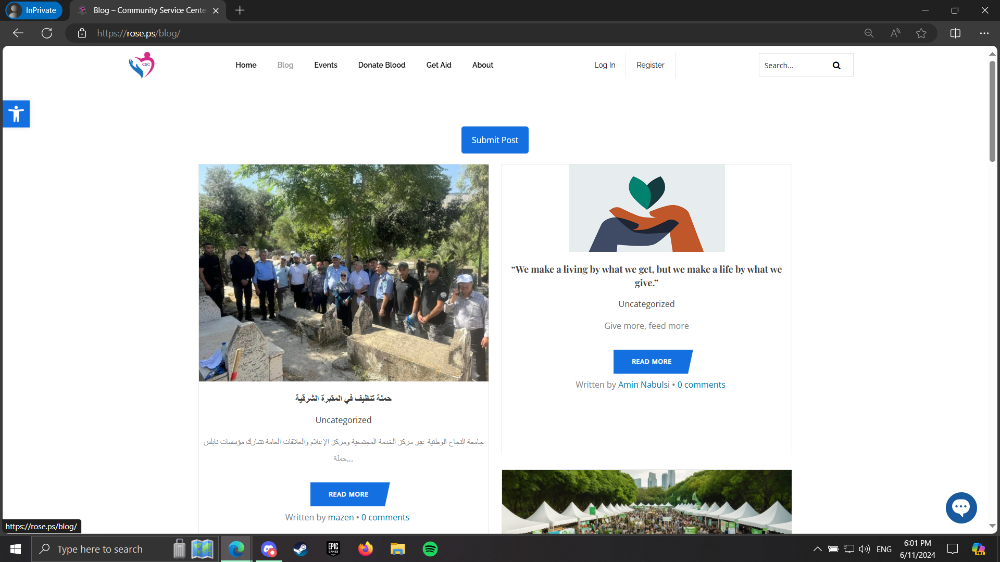 InPrivate
Blog – Community Service Cente
https://rose.ps/blog/
CSC
Home
Blog
Events
Donate Blood
Get Aid
About
Log In
Register
Search...
Submit Post
حملة تنظيف في المقبرة الشرقية
Uncategorized
جامعة النجاح الوطنية عبر مركز الخدمة المجتمعية ومركز الإعلام والعلاقات العامة تشارك مؤسسات نابلس
حملة...
READ MORE
Written by mazen • 0 comments
“We make a living by what we get, but we make a life by what we
give.”
Uncategorized
Give more, feed more
READ MORE
Written by Amin Nabulsi • 0 comments
https://rose.ps/blog/
Type here to search
EPIC
GAMES
ENG
6:01 PM
6/11/2024
PRE